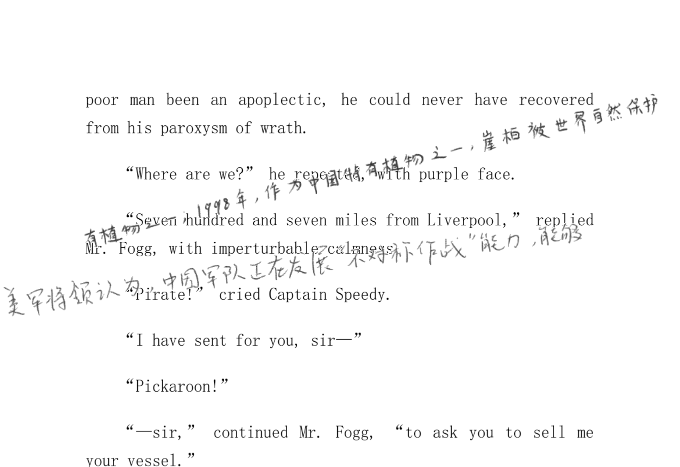 poor man been an apoplectic, he could never have recovered
from his paroxysm of wrath.
“Where are we?” he repeated, with purple face.
有植物之一，1998年，作为中国特有植物之一，崖柏被世界自然保护
“Seven hundred and seven miles from Liverpool,” replied
Mr. Fogg, with imperturbable calmness.
美军将领认为，中国军队正在发展“不对称作战”能力，能够
“Pirate!” cried Captain Speedy.
“I have sent for you, sir—”
“Pickaroon!”
“—sir,” continued Mr. Fogg, “to ask you to sell me
your vessel.”